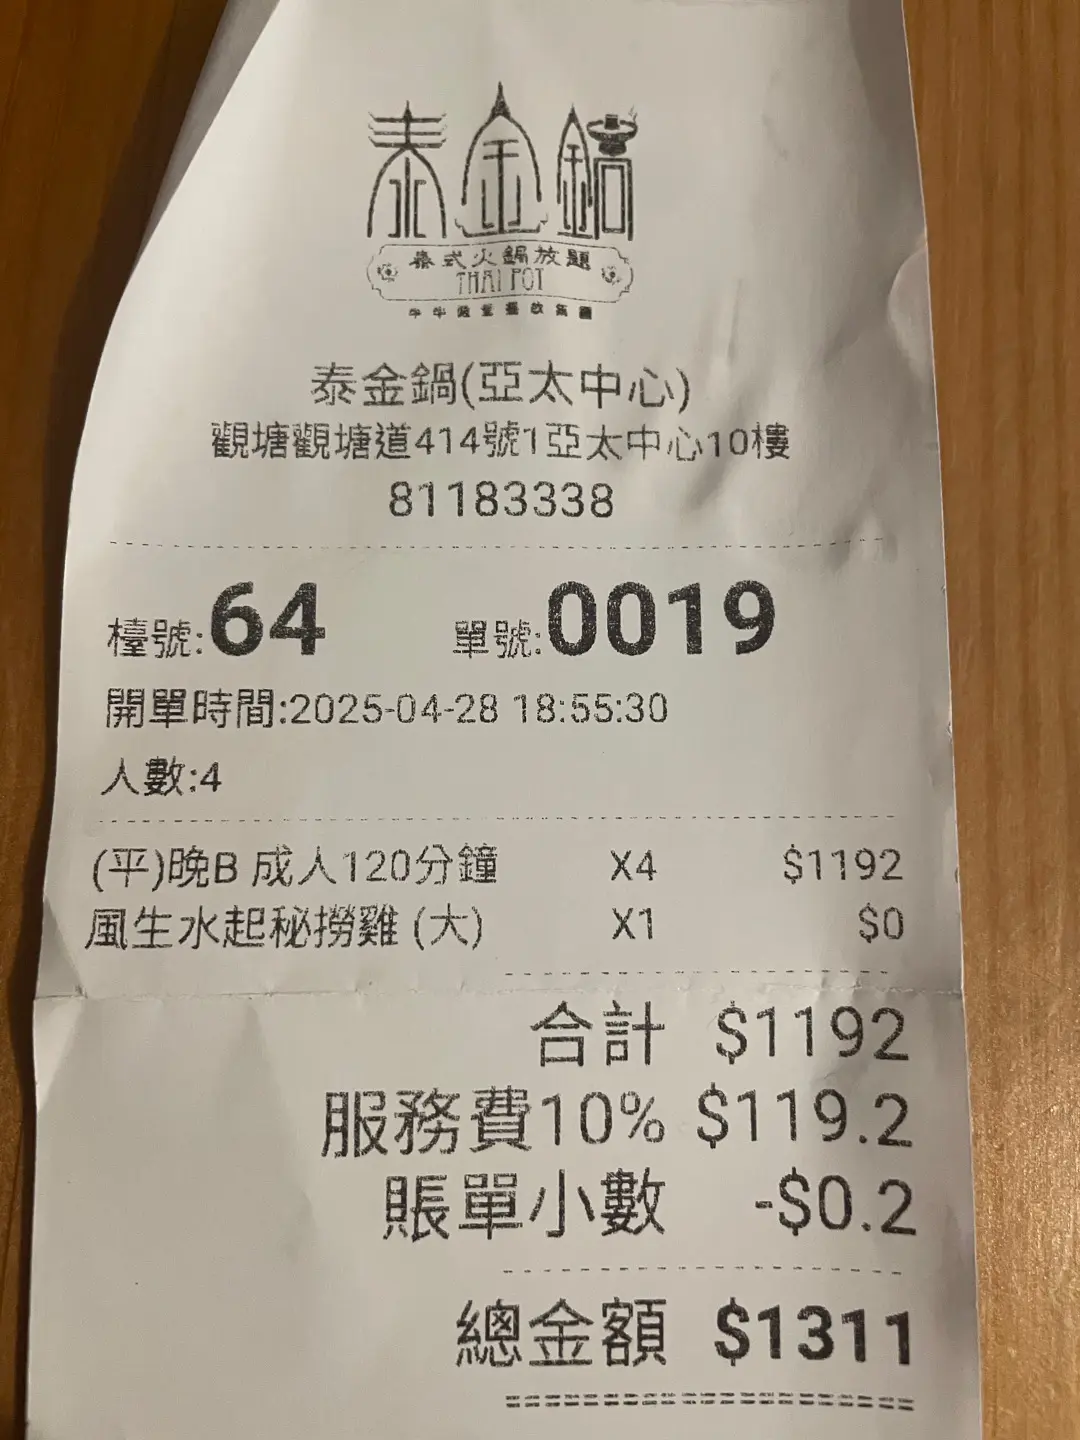 泰金鍋
泰式火鍋放題
THAI POT
泰金鍋(亞太中心)
觀塘觀塘道414號1亞太中心10樓
81183338
檯號:64 單號:0019
開單時間:2025-04-28 18:55:30
人數:4
(平)晚B 成人120分鐘 X4 $1192
風生水起秘撈雞 (大) X1 $0
合計 $1192
服務費10% $119.2
賬單小數 -$0.2
總金額 $1311